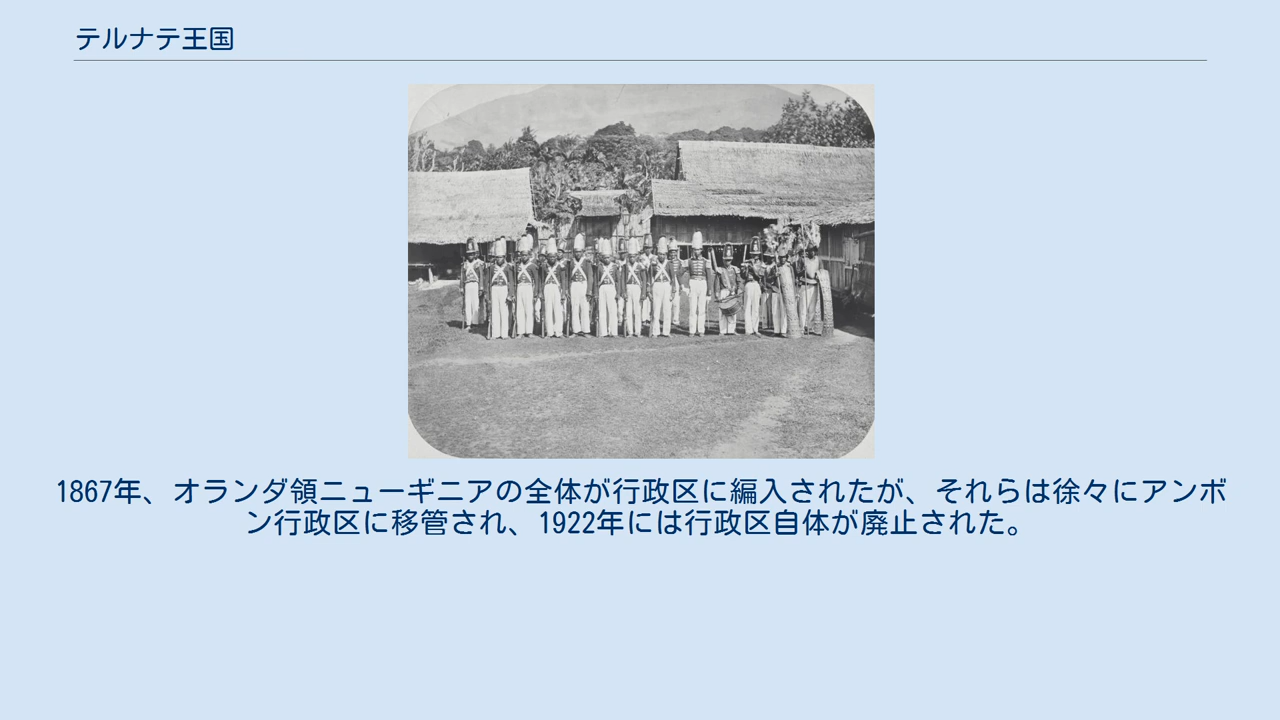 テルナテ王国
1867年、オランダ領ニューギニアの全体が行政区に編入されたが、それらは徐々にアンボ
ン行政区に移管され、1922年には行政区自体が廃止された。